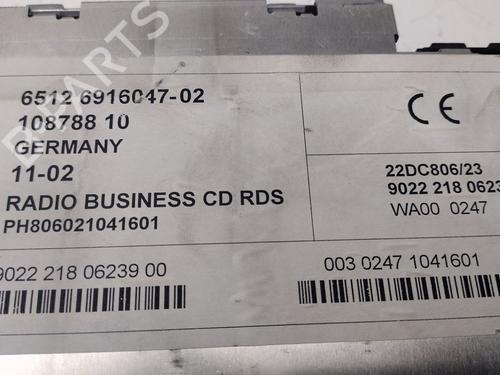 6512 6916047-02
108788 10
GERMANY
11-02
RADIO BUSINESS CD RDS
PH806021041601
9022 218 06239 00
CE
22DC806/23
9022 218 0623
WA00 0247
003 0247 1041601
B PARTS